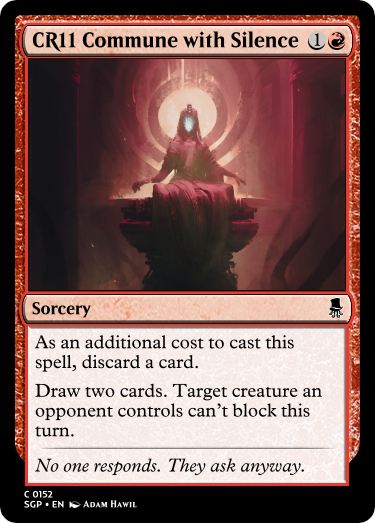 CR11 Commune with Silence 1
Sorcery
As an additional cost to cast this
spell, discard a card.
Draw two cards. Target creature an
opponent controls can't block this
turn.
No one responds. They ask anyway.
C 0152
SGP • EN Adam Hawil